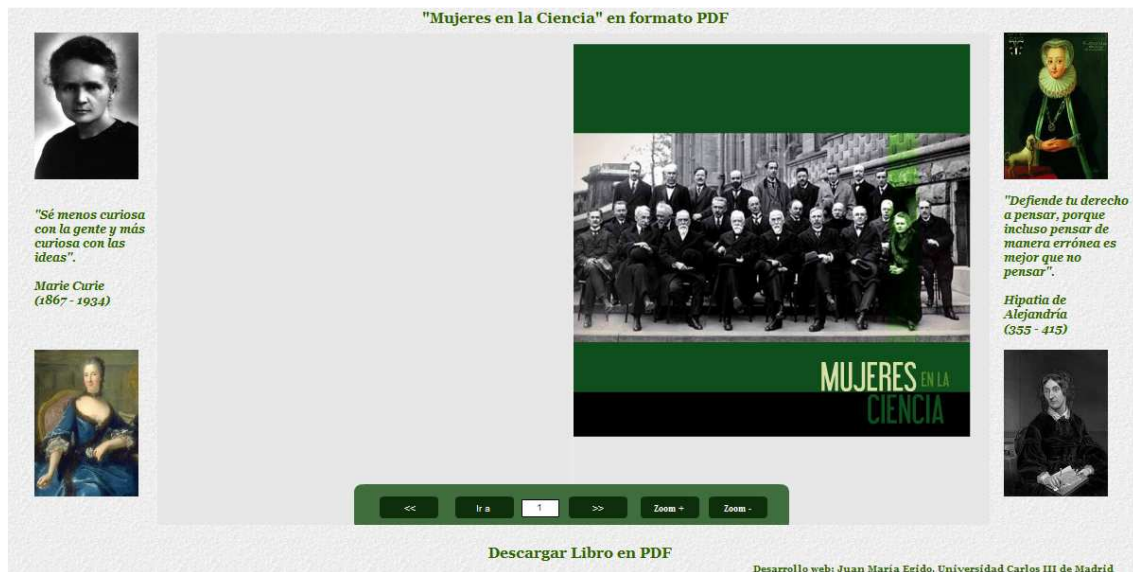 "Mujeres en la Ciencia" en formato PDF
"Sé menos curiosa
con la gente y más
curiosa con las
ideas".
Marie Curie
(1867 - 1934)
"Defiende tu derecho
a pensar, porque
incluso pensar de
manera errónea es
mejor que no
pensar".
Hipatia de
Alejandría
(355 - 415)
MUJERES EN LA
CIENCIA
<< Ir a 1 >> Zoom + Zoom -
Descargar Libro en PDF
Desarrollo web: Juan María Egido. Universidad Carlos III de Madrid